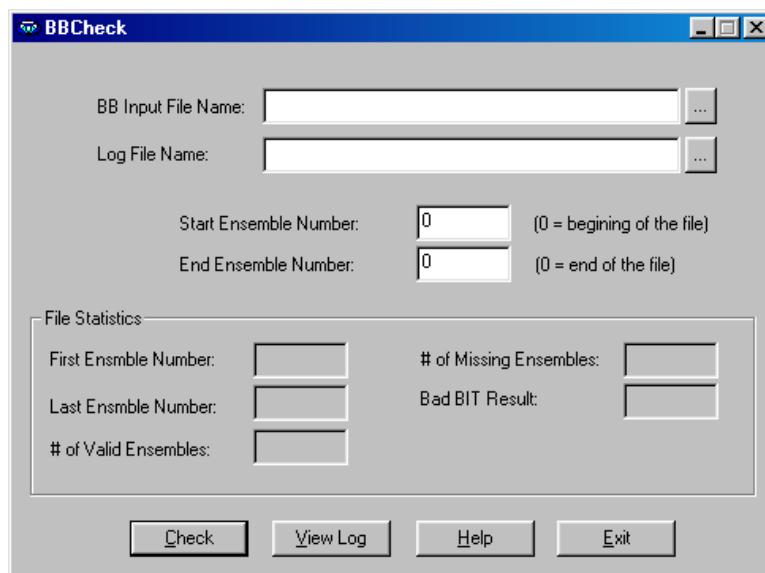 BBCheck
BB Input File Name: ...
Log File Name: ...
Start Ensemble Number: 0 (0 = begining of the file)
End Ensemble Number: 0 (0 = end of the file)
File Statistics
First Ensmble Number: # of Missing Ensembles:
Last Ensmble Number: Bad BIT Result:
# of Valid Ensembles:
Check View Log Help Exit